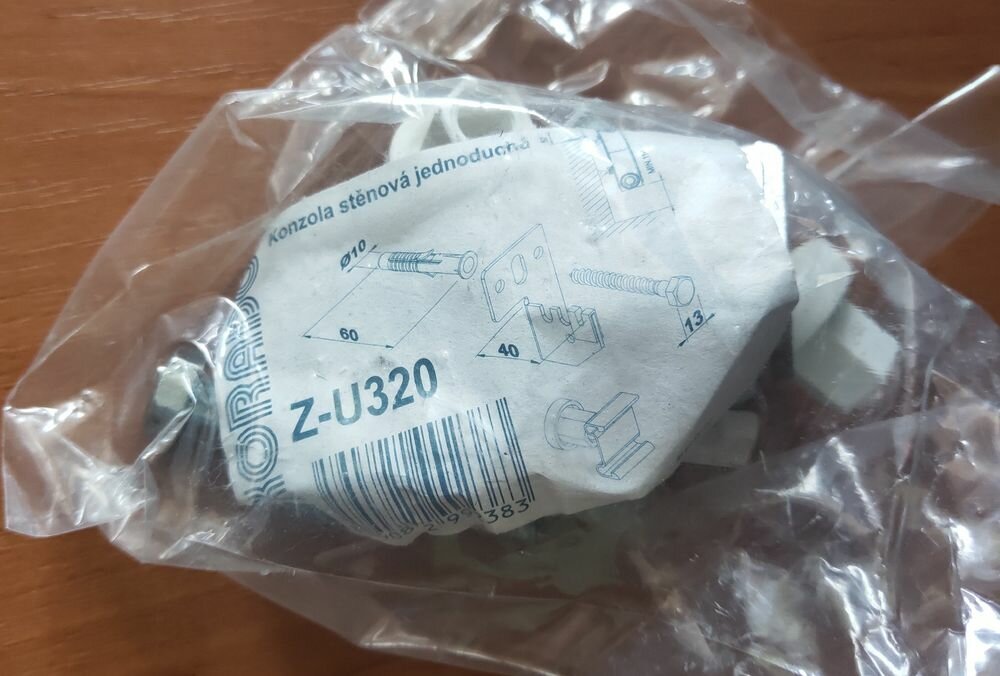 Konzola stěnová jednoduchá
Ø10
60
40
13
Z-U320
383